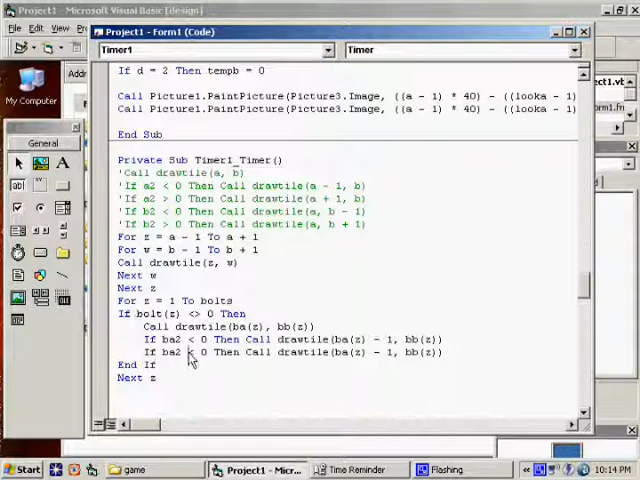 Project1 - Microsoft Visual Basic [design]
File Edit
Project1 - Form1 (Code)
Timer1
Timer
My Computer
Addr
General
A
ab|
If d = 2 Then tempb = 0
Call Picture1.PaintPicture(Picture3.Image, ((a - 1) * 40) - ((looka - 1)
Call Picture1.PaintPicture(Picture3.Image, ((a - 1) * 40) - ((looka - 1)
End Sub
Private Sub Timer1_Timer()
'Call drawtile(a, b)
'If a2 < 0 Then Call drawtile(a - 1, b)
'If a2 > 0 Then Call drawtile(a + 1, b)
'If b2 < 0 Then Call drawtile(a, b - 1)
'If b2 > 0 Then Call drawtile(a, b + 1)
For z = a - 1 To a + 1
For w = b - 1 To b + 1
Call drawtile(z, w)
Next w
Next z
For z = 1 To bolts
If bolt(z) <> 0 Then
Call drawtile(ba(z), bb(z))
If ba2 < 0 Then Call drawtile(ba(z) - 1, bb(z))
If ba2 < 0 Then Call drawtile(ba(z) - 1, bb(z))
End If
Next z
Start
game
Project1 - Micr...
Time Reminder
Flashing
10:14 PM